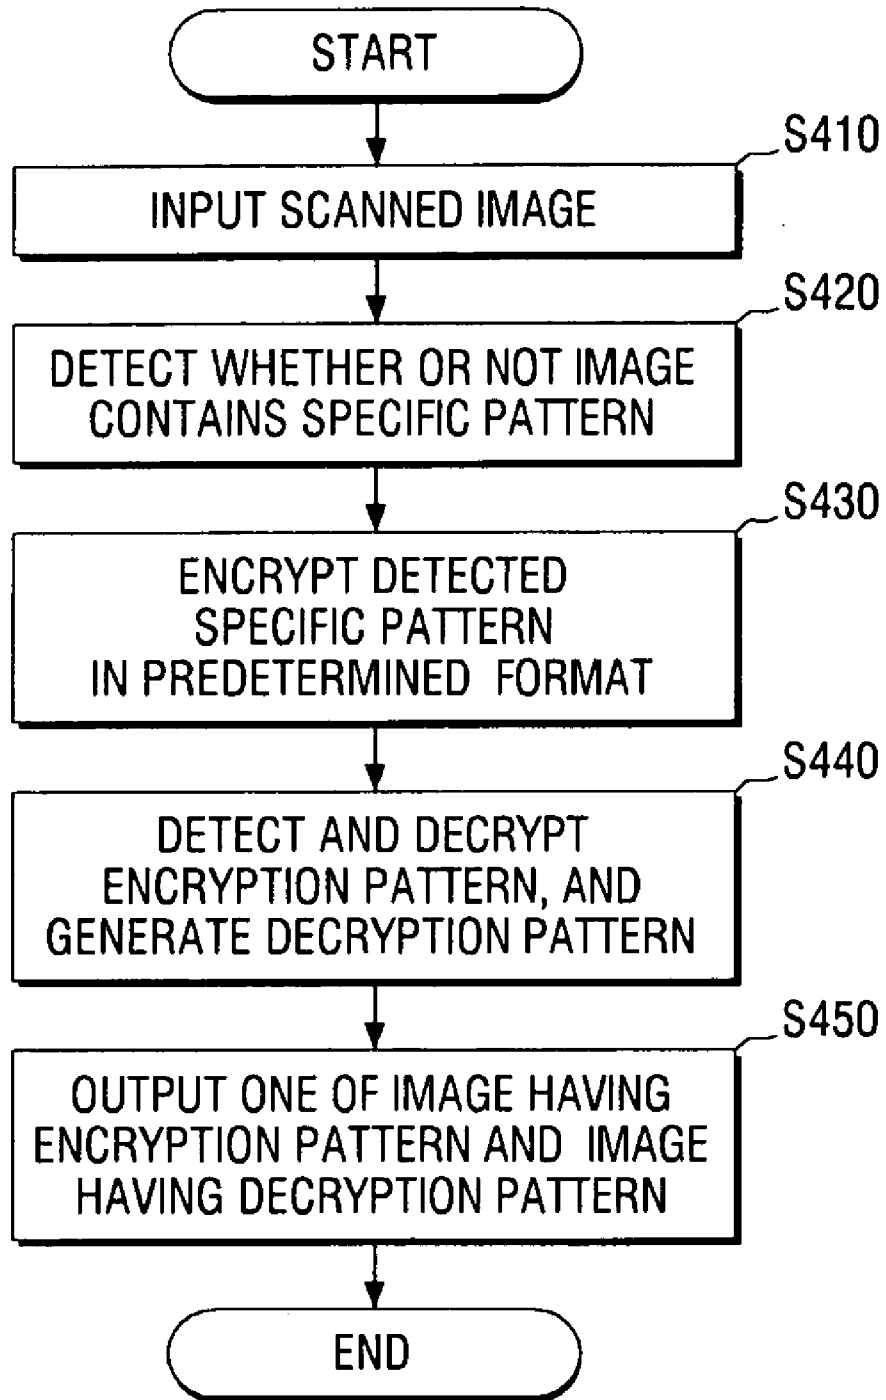 START
S410
INPUT SCANNED IMAGE
S420
DETECT WHETHER OR NOT IMAGE
CONTAINS SPECIFIC PATTERN
S430
ENCRYPT DETECTED
SPECIFIC PATTERN
IN PREDETERMINED FORMAT
S440
DETECT AND DECRYPT
ENCRYPTION PATTERN, AND
GENERATE DECRYPTION PATTERN
S450
OUTPUT ONE OF IMAGE HAVING
ENCRYPTION PATTERN AND IMAGE
HAVING DECRYPTION PATTERN
END